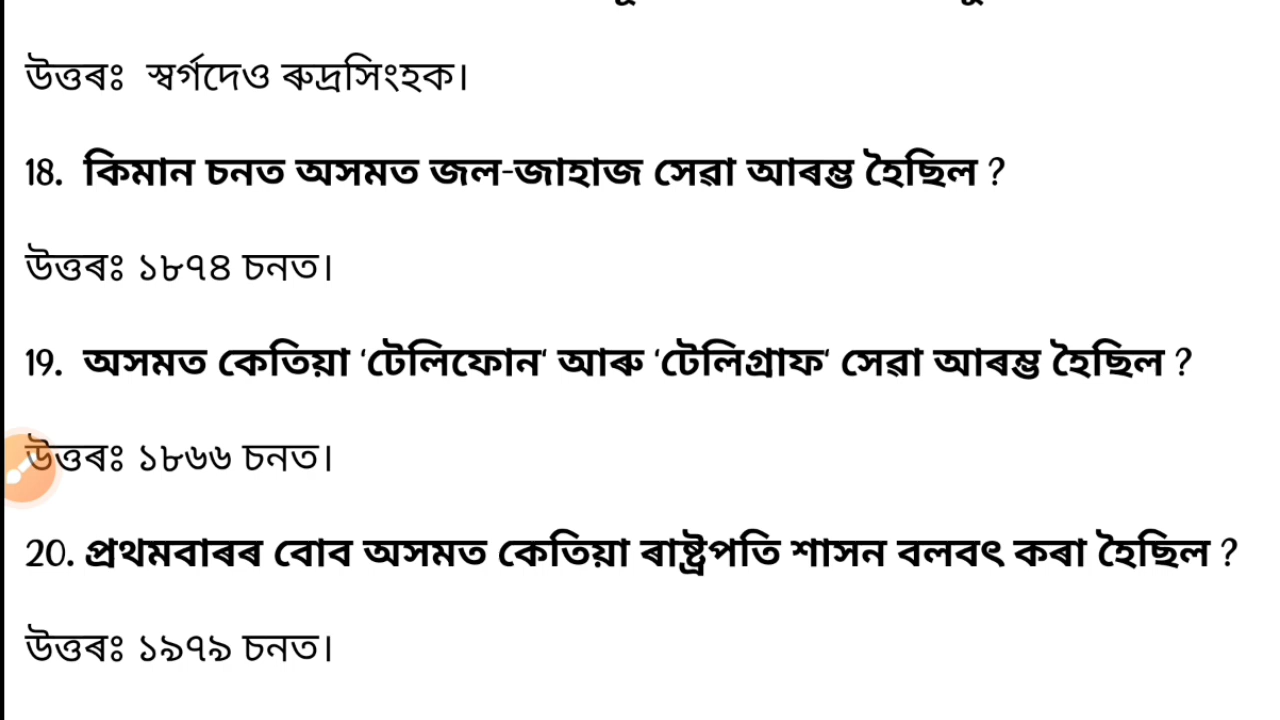 উত্তৰঃ স্বৰ্গদেও ৰুদ্ৰসিংহক।
18. কিমান চনত অসমত জল-জাহাজ সেৱা আৰম্ভ হৈছিল ?
উত্তৰঃ ১৮৭৪ চনত।
19. অসমত কেতিয়া ‘টেলিফোন‘ আৰু ‘টেলিগ্ৰাফ‘ সেৱা আৰম্ভ হৈছিল ?
উত্তৰঃ ১৮৬৬ চনত।
20. প্ৰথমবাৰৰ বোব অসমত কেতিয়া ৰাষ্ট্ৰপতি শাসন বলবৎ কৰা হৈছিল ?
উত্তৰঃ ১৯৭৯ চনত।